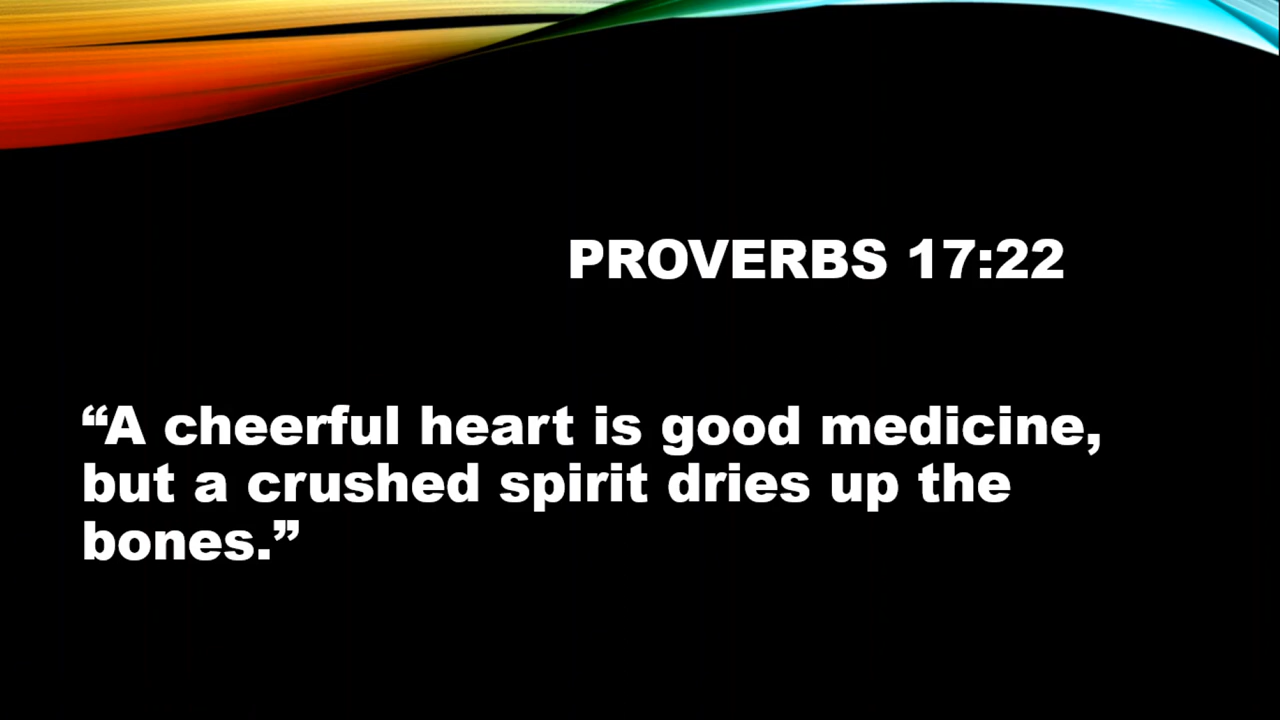 PROVERBS 17:22
“A cheerful heart is good medicine,
but a crushed spirit dries up the
bones.”